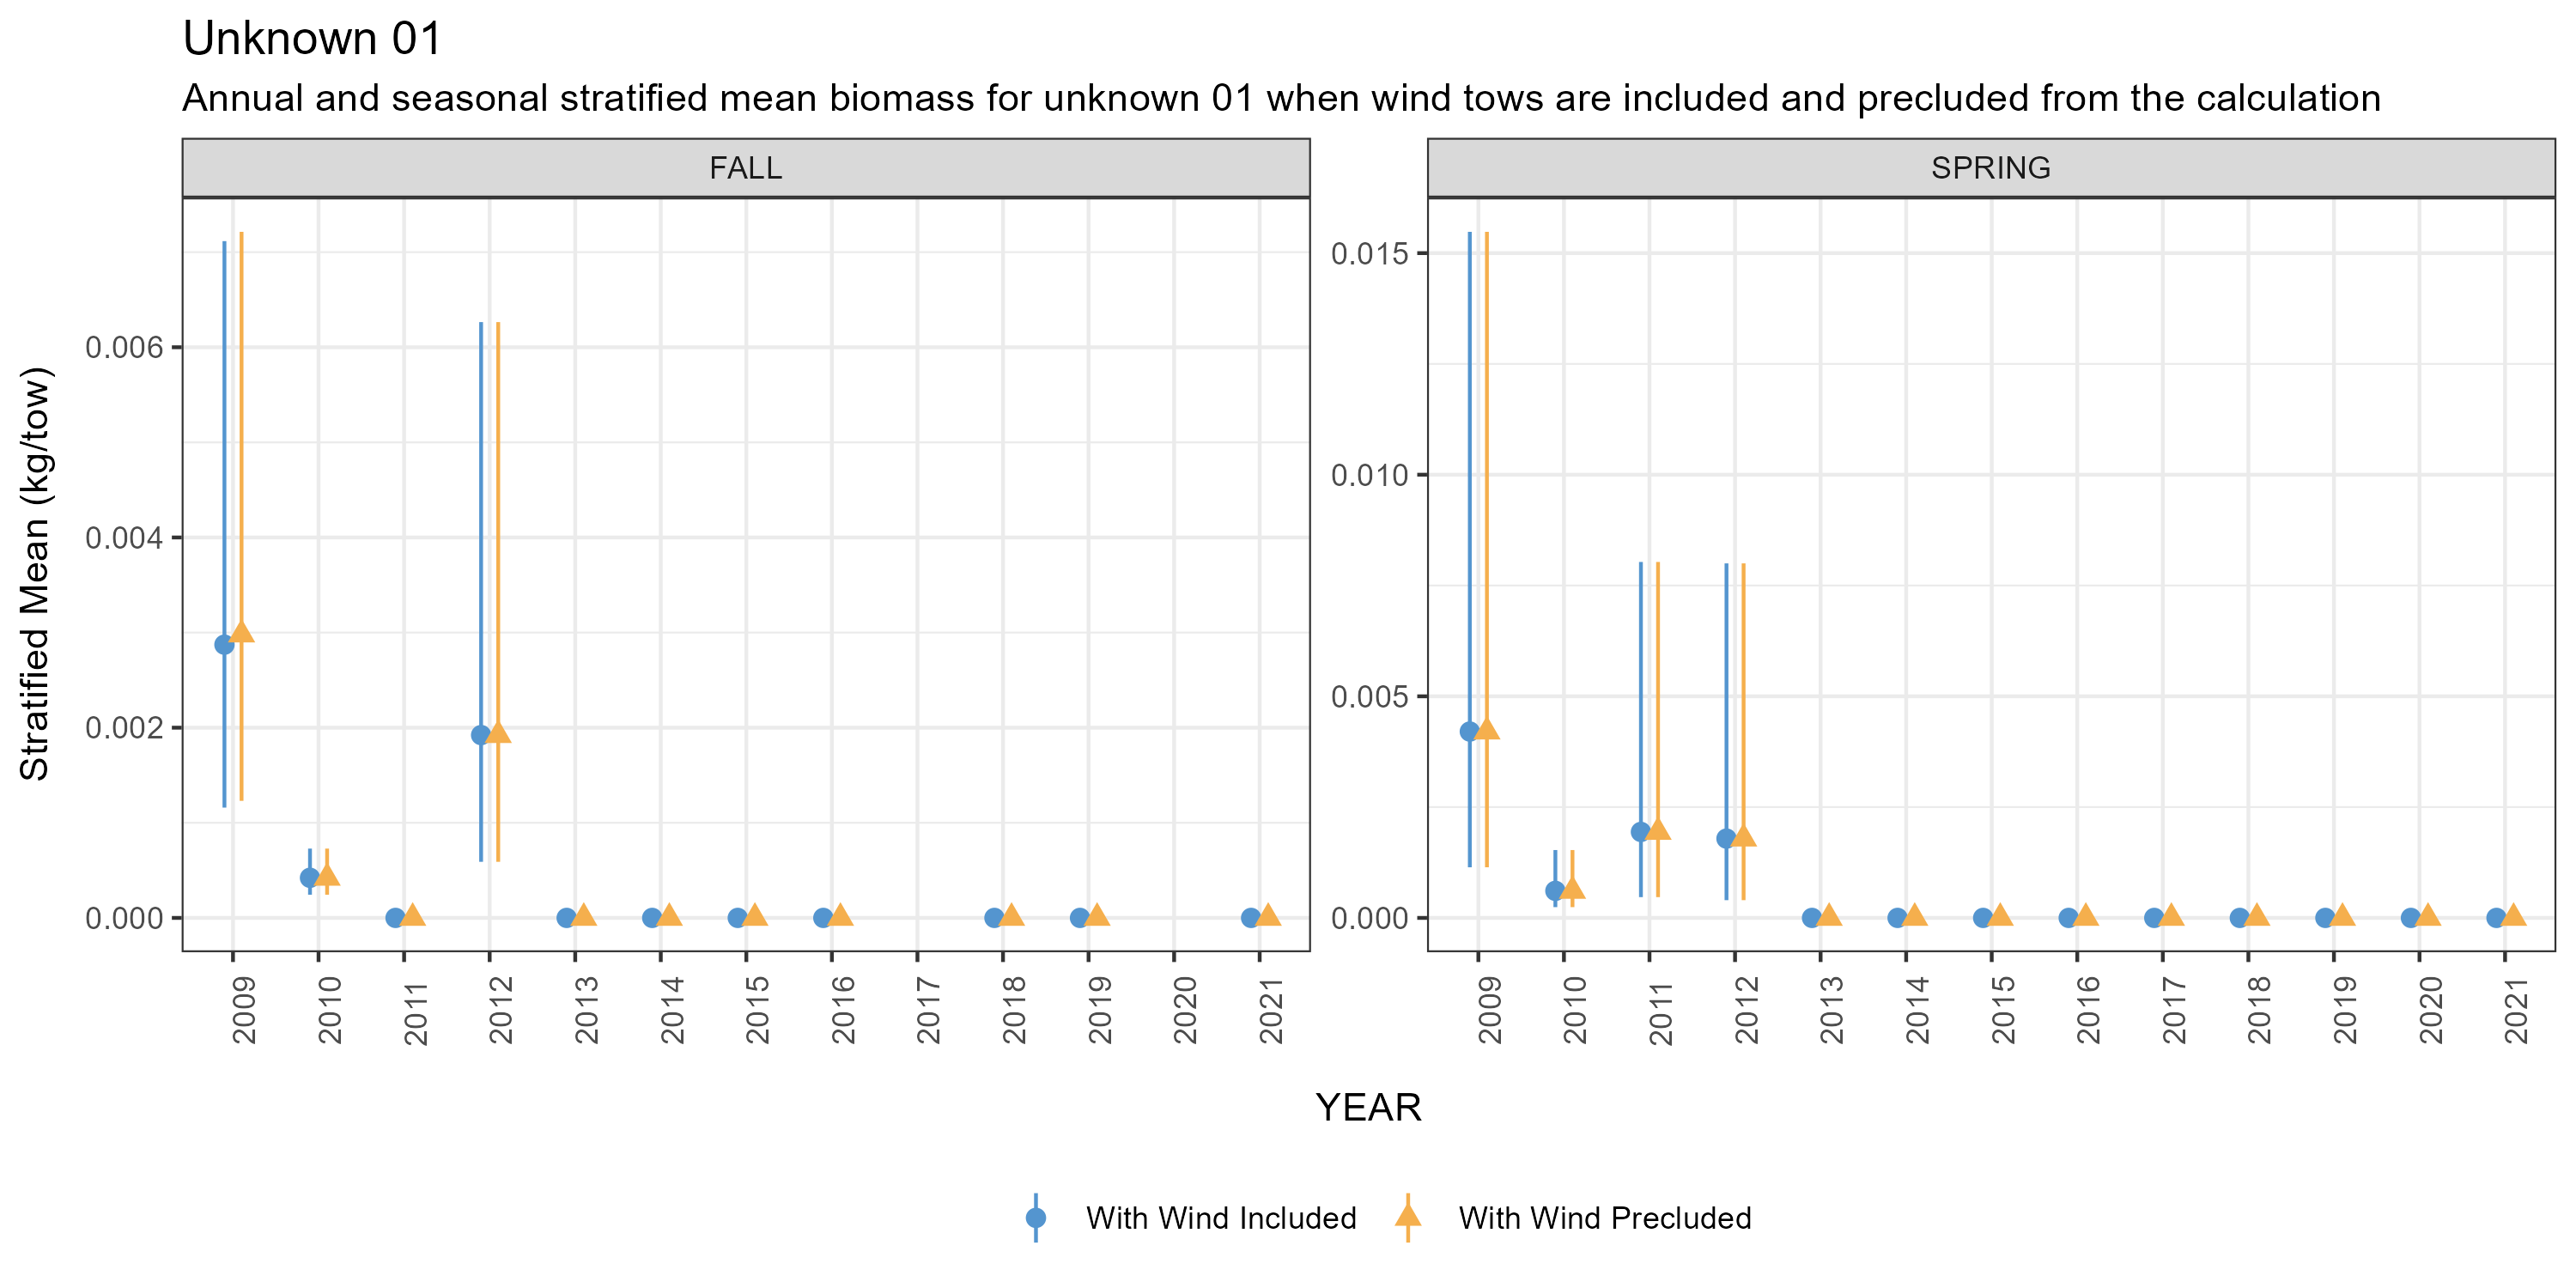 Unknown 01
Annual and seasonal stratified mean biomass for unknown 01 when wind tows are included and precluded from the calculation
FALL
SPRING
Stratified Mean (kg/tow)
0.006
0.004
0.002
0.000
0.015
0.010
0.005
0.000
2009 2010 2011 2012 2013 2014 2015 2016 2017 2018 2019 2020 2021
2009 2010 2011 2012 2013 2014 2015 2016 2017 2018 2019 2020 2021
YEAR
With Wind Included With Wind Precluded